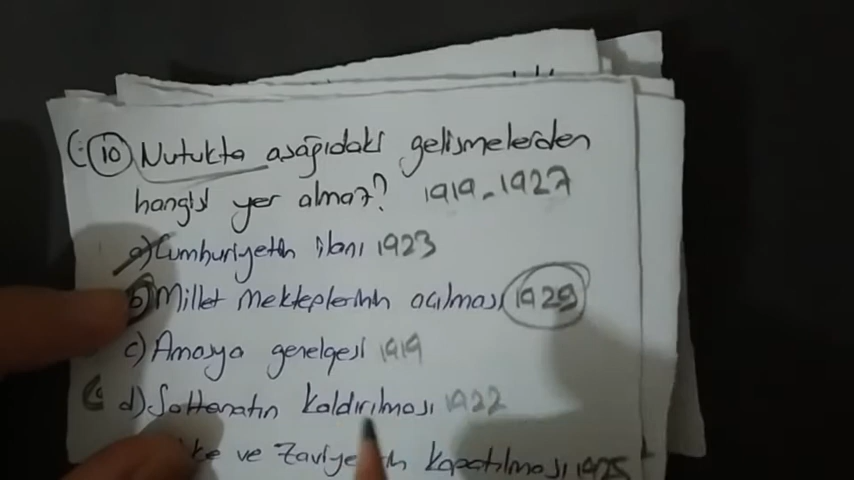 10 Nutukta aşağıdaki gelişmelerden
hangisi yer almaz? 1919-1927
a) Cumhuriyetin ilanı 1923
b) Millet mekteplerinin açılması 1929
c) Amasya genelgesi 1919
d) Saltanatın kaldırılması 1922
ve Zaviyelerin kapatılması 1925